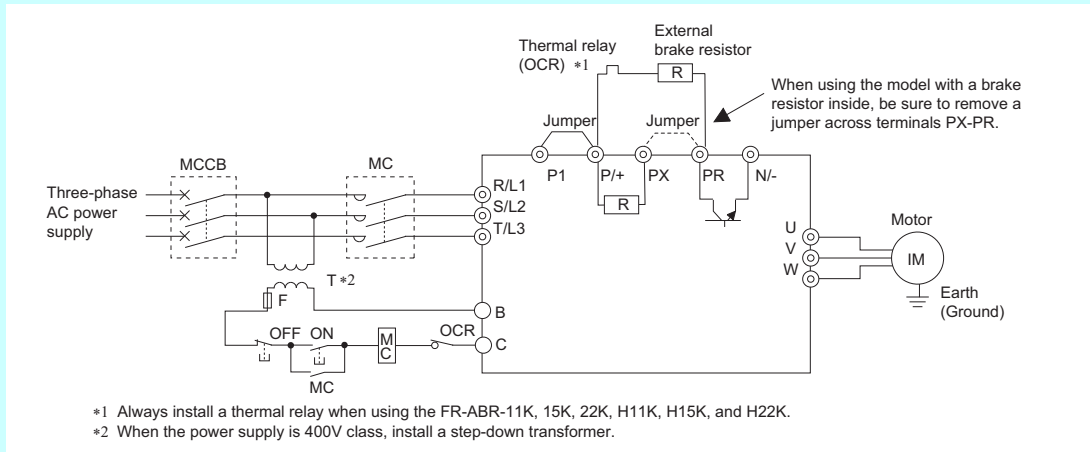 External
brake resistor
Thermal relay
(OCR) *1
R
When using the model with a brake
resistor inside, be sure to remove a
jumper across terminals PX-PR.
Jumper
Jumper
P1
P/+
PX
PR
N/-
R
MCCB
MC
Three-phase
AC power
supply
R/L1
S/L2
T/L3
U
V
W
Motor
IM
Earth
(Ground)
T *2
F
B
OFF
ON
MC
OCR
C
MC
*1 Always install a thermal relay when using the FR-ABR-11K, 15K, 22K, H11K, H15K, and H22K.
*2 When the power supply is 400V class, install a step-down transformer.